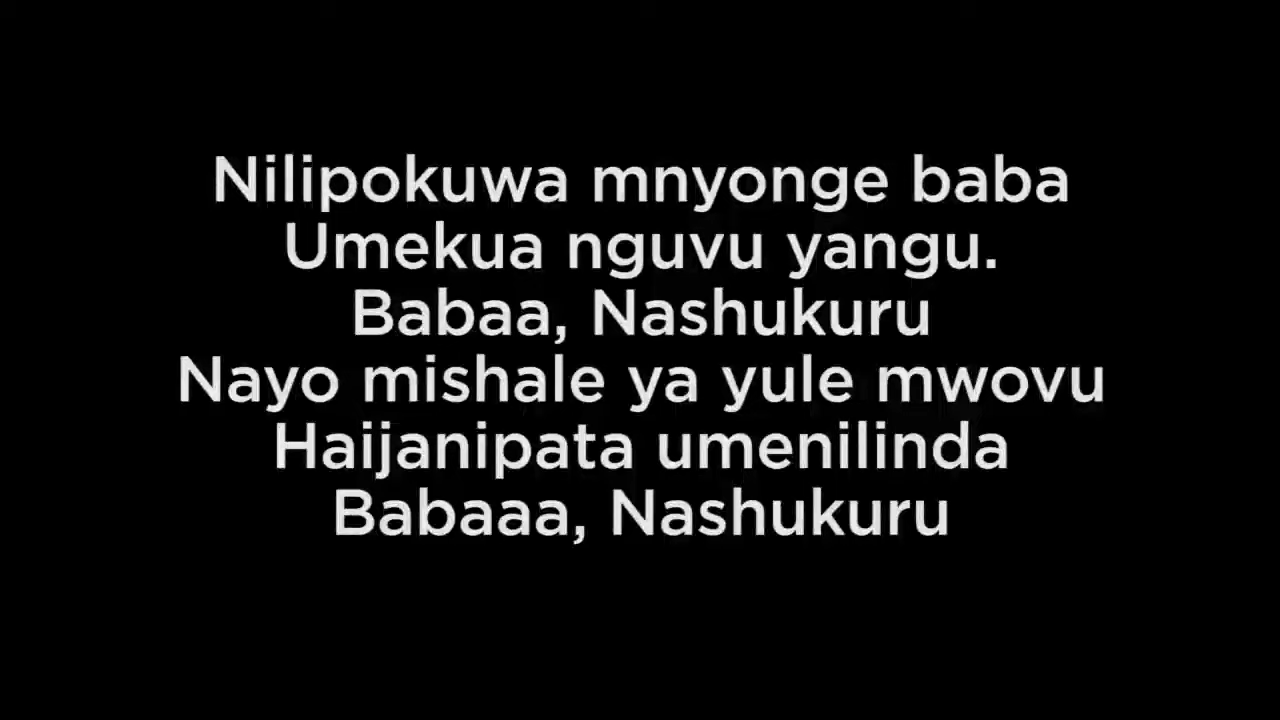 Nilipokuwa mnyonge baba
Umekua nguvu yangu.
Babaa, Nashukuru
Nayo mishale ya yule mwovu
Haijanipata umenilinda
Babaaa, Nashukuru